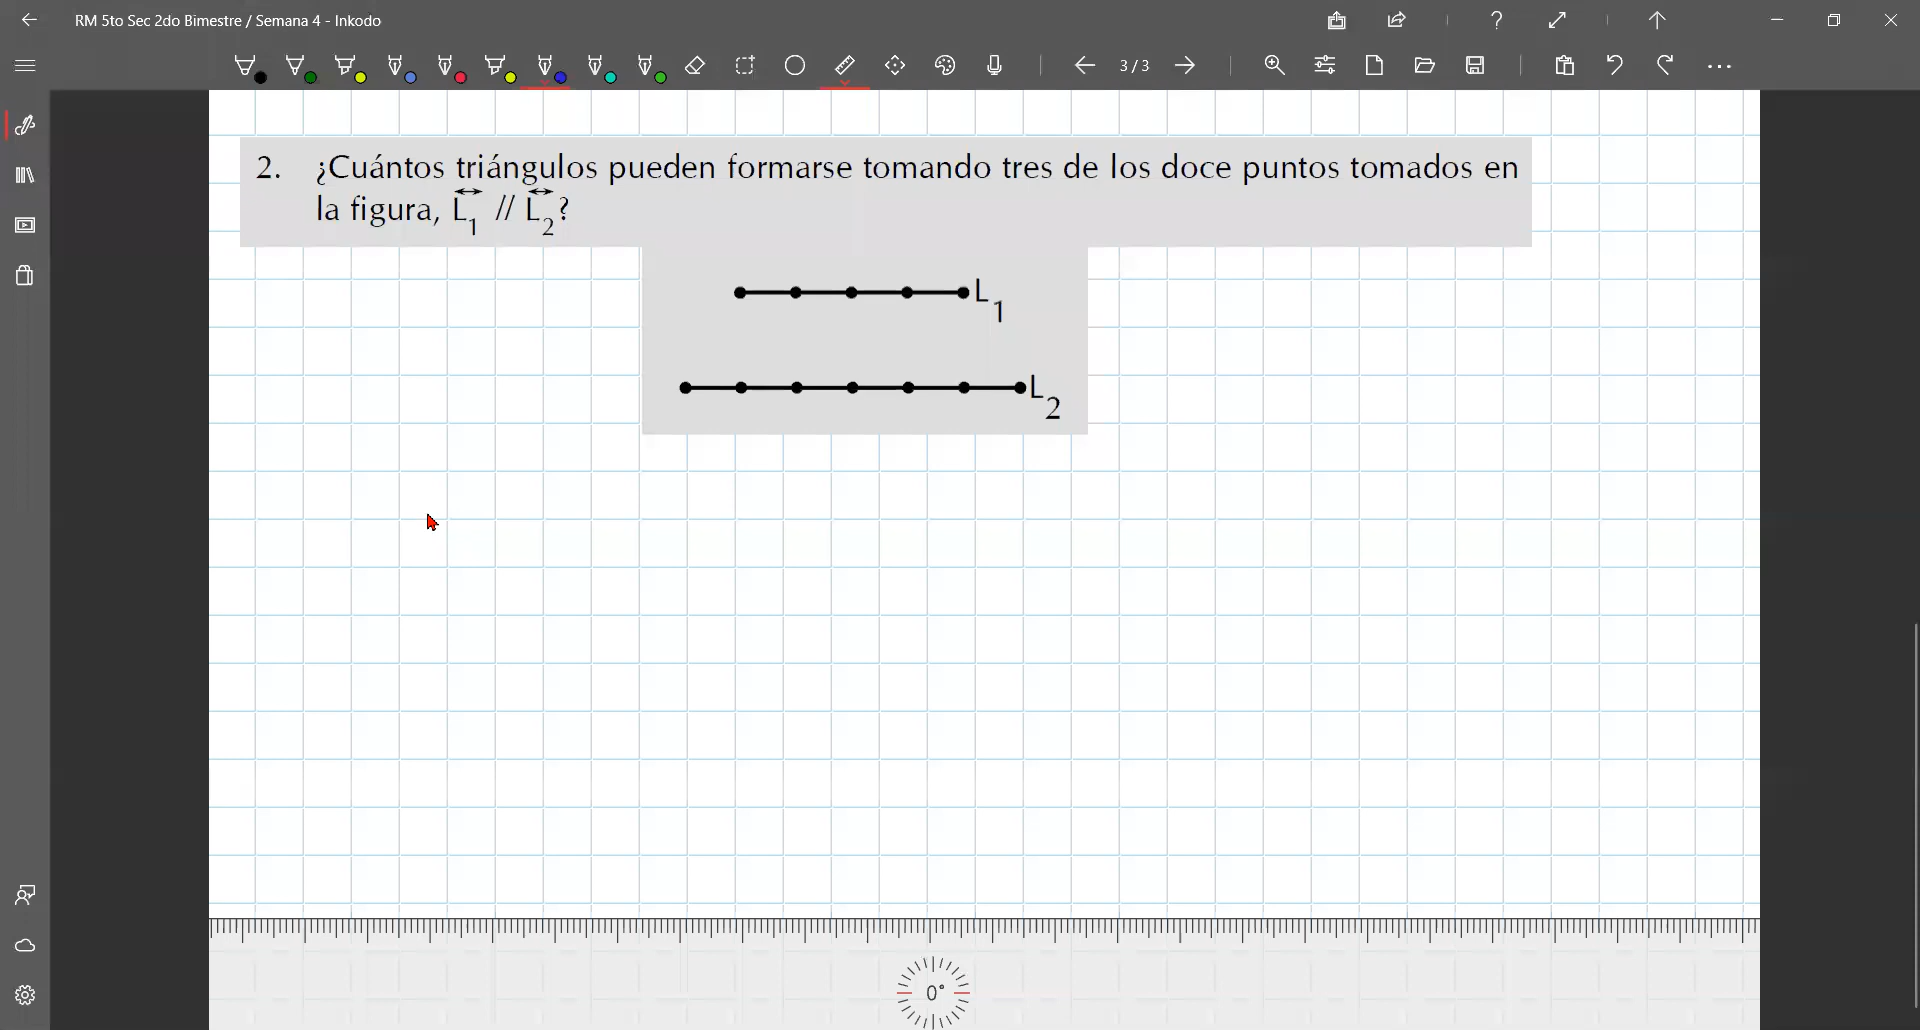 RM 5to Sec 2do Bimestre / Semana 4 - Inkodo
3 / 3
2. ¿Cuántos triángulos pueden formarse tomando tres de los doce puntos tomados en
la figura, L₁ // L₂?
L₁
L₂
0°